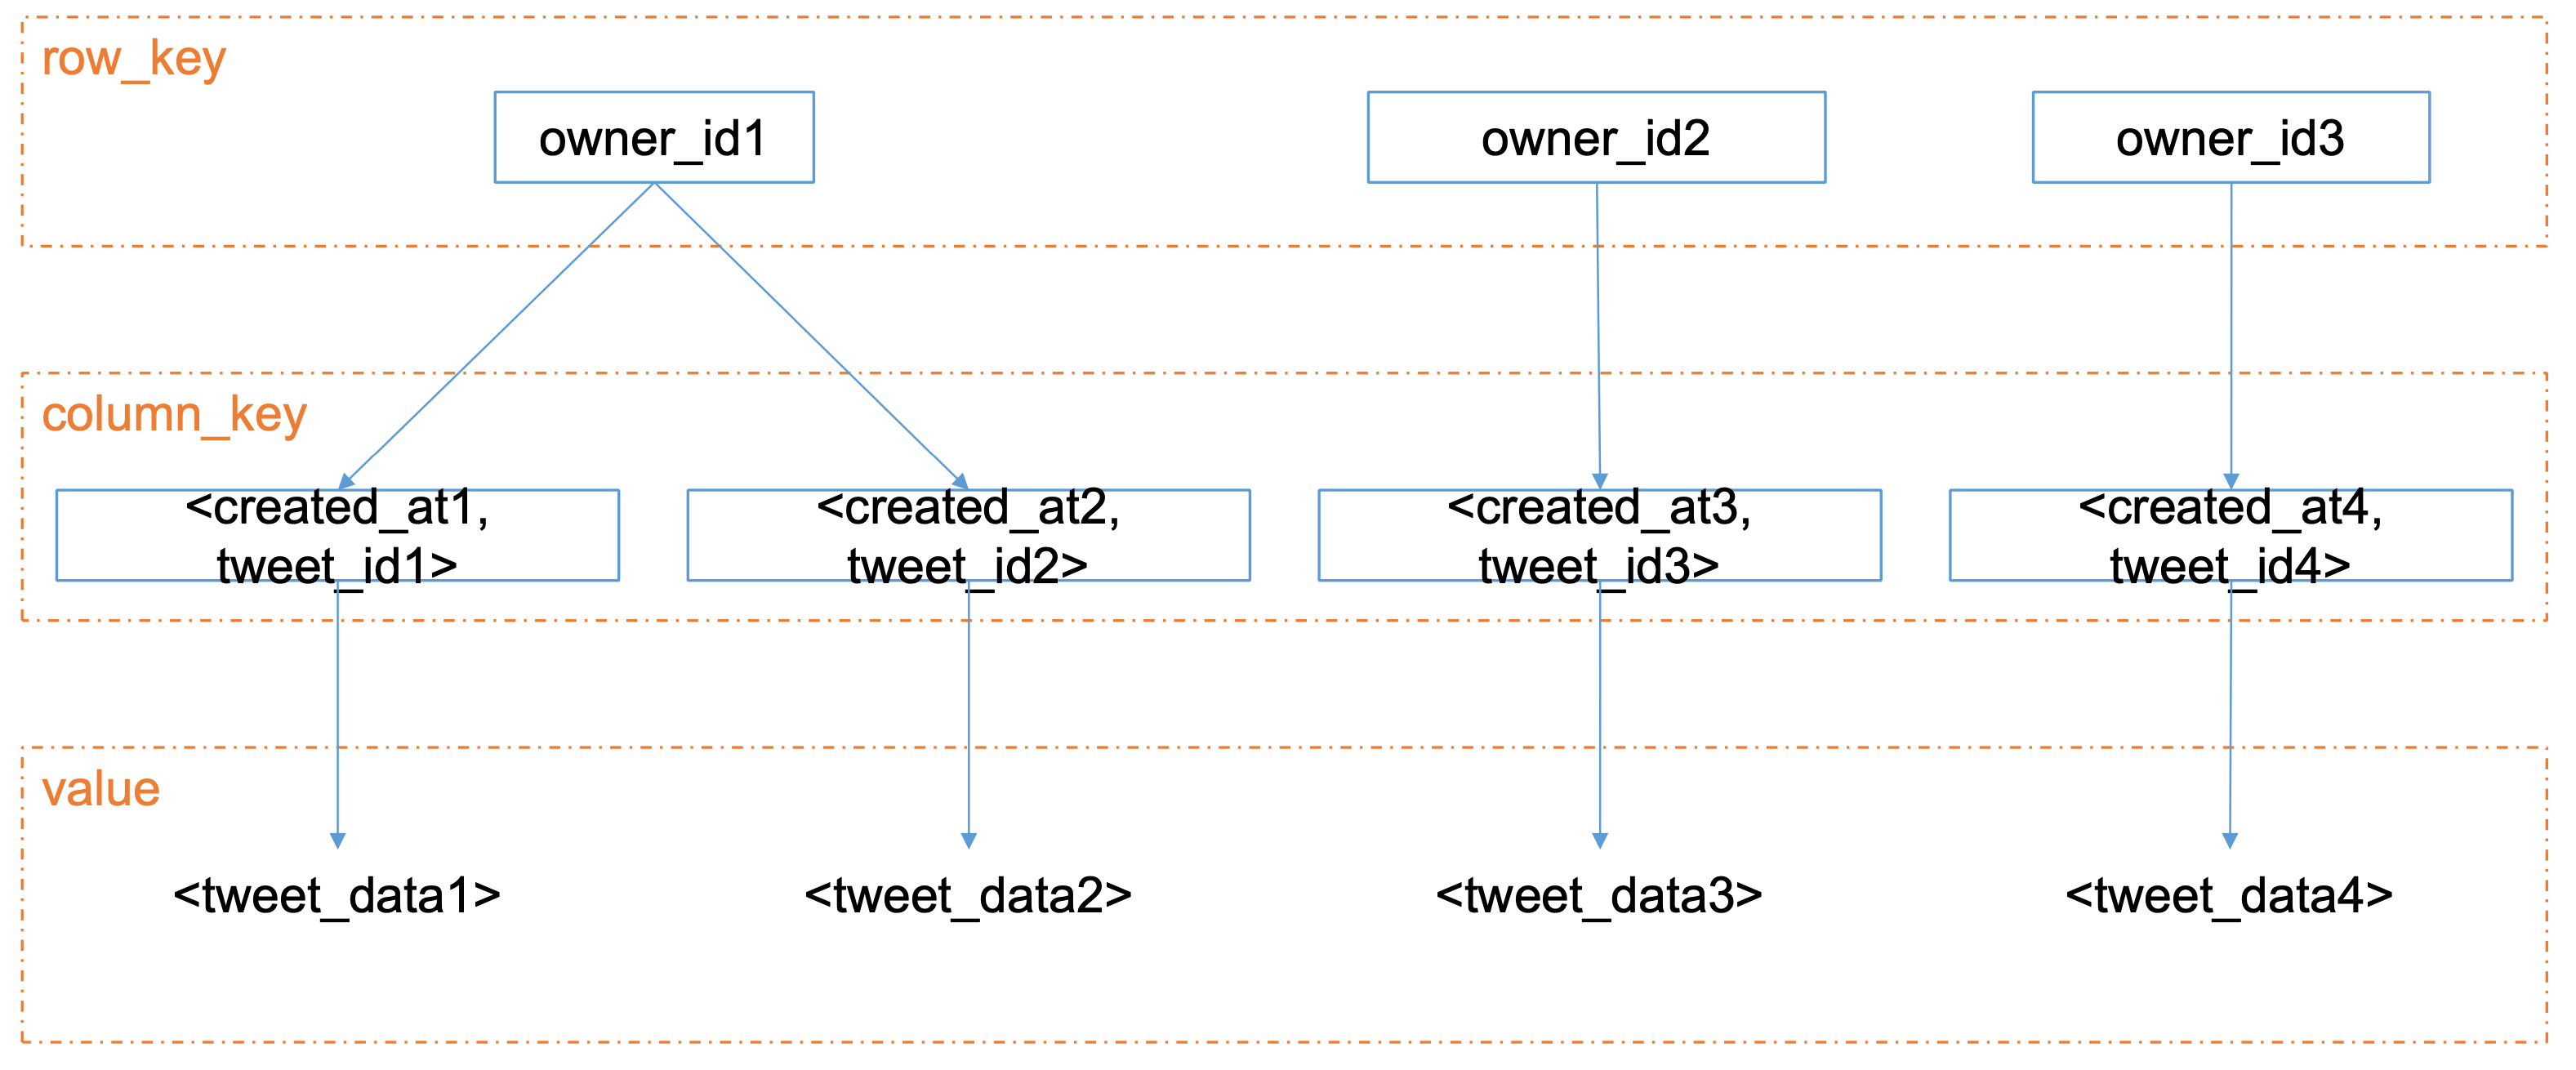 row_key
owner_id1
owner_id2
owner_id3
column_key
<created_at1,
tweet_id1>
<created_at2,
tweet_id2>
<created_at3,
tweet_id3>
<created_at4,
tweet_id4>
value
<tweet_data1>
<tweet_data2>
<tweet_data3>
<tweet_data4>